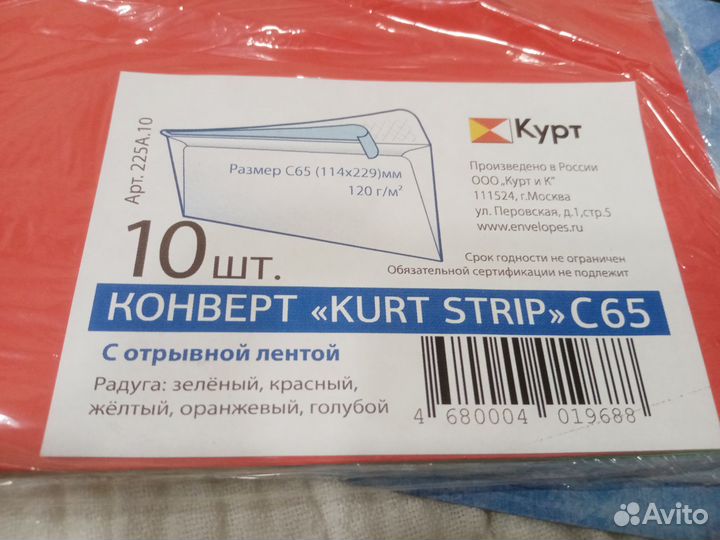 Арт. 225А.10
Размер С65 (114х229)мм
120 г/м²
10 шт.
Курт
Произведено в России
ООО „Курт и К"
111524, г.Москва
ул. Перовская, д.1,стр.5
www.envelopes.ru
Срок годности не ограничен
Обязательной сертификации не подлежит
КОНВЕРТ «KURT STRIP» С65
С отрывной лентой
Радуга: зелёный, красный,
жёлтый, оранжевый, голубой
4 680004 019688
Avito